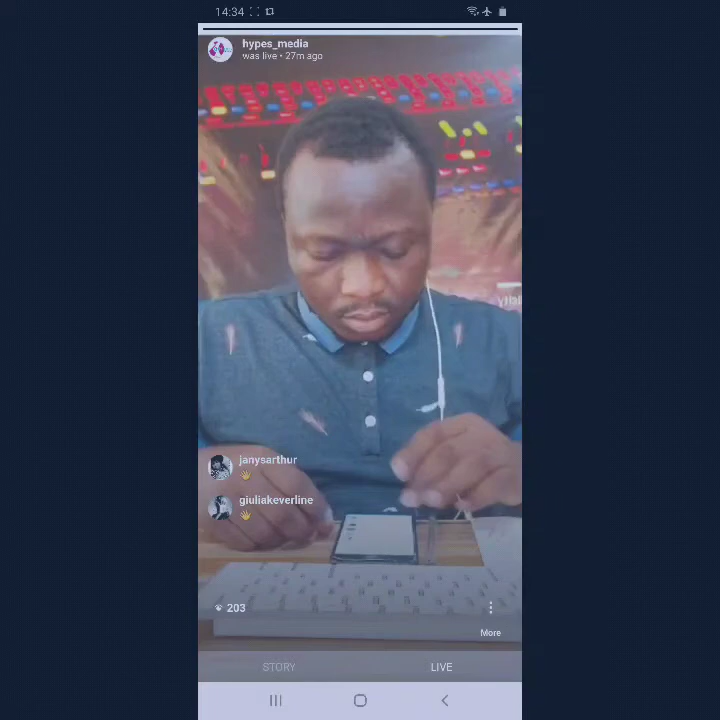 14:34
hypes_media
was live • 27m ago
janysarthur
👋
giuliakeverline
👋
203
More
STORY
LIVE